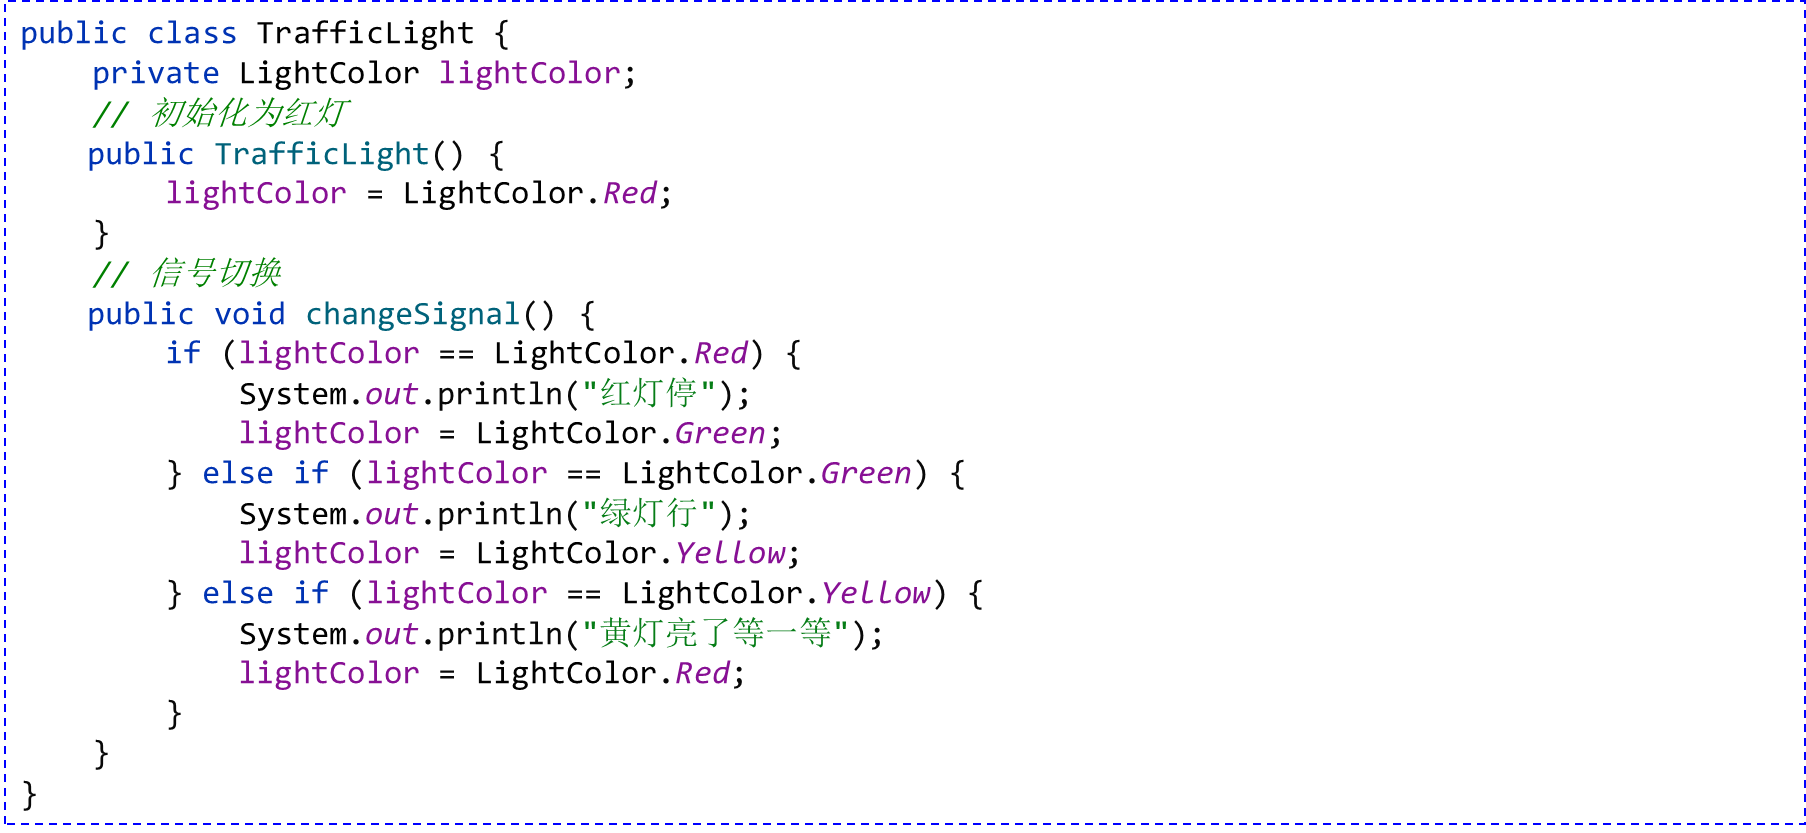 public class TrafficLight {
    private LightColor lightColor;
    // 初始化为红灯
    public TrafficLight() {
        lightColor = LightColor.Red;
    }
    // 信号切换
    public void changeSignal() {
        if (lightColor == LightColor.Red) {
            System.out.println("红灯停");
            lightColor = LightColor.Green;
        } else if (lightColor == LightColor.Green) {
            System.out.println("绿灯行");
            lightColor = LightColor.Yellow;
        } else if (lightColor == LightColor.Yellow) {
            System.out.println("黄灯亮了等一等");
            lightColor = LightColor.Red;
        }
    }
}